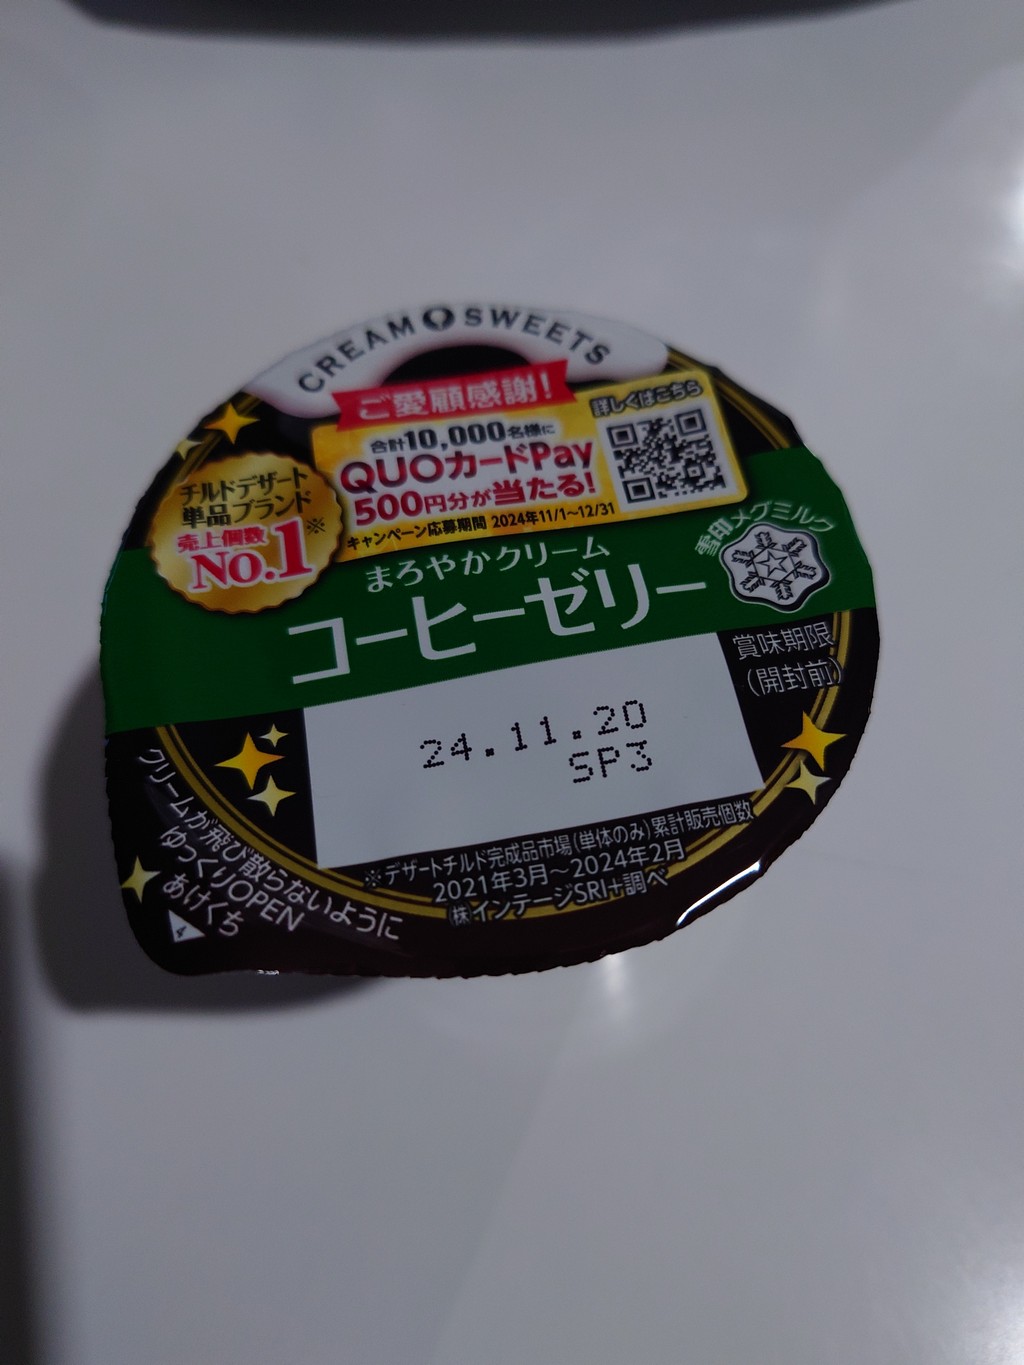 CREAM SWEETS
ご愛顧感謝！
合計10,000名様に
QUOカードPay
500円分が当たる！
キャンペーン応募期間 2024年11/1～12/31
詳しくはこちら
チルドデザート
単品ブランド
売上個数※
No.1
まろやかクリーム
コーヒーゼリー
雪印メグミルク
賞味期限
（開封前）
24.11.20
SP3
※デザートチルド完成品市場（単体のみ）累計販売個数
2021年3月～2024年2月
㈱インテージSRI＋調べ
クリームが飛び散らないように
ゆっくりOPEN
あけくち